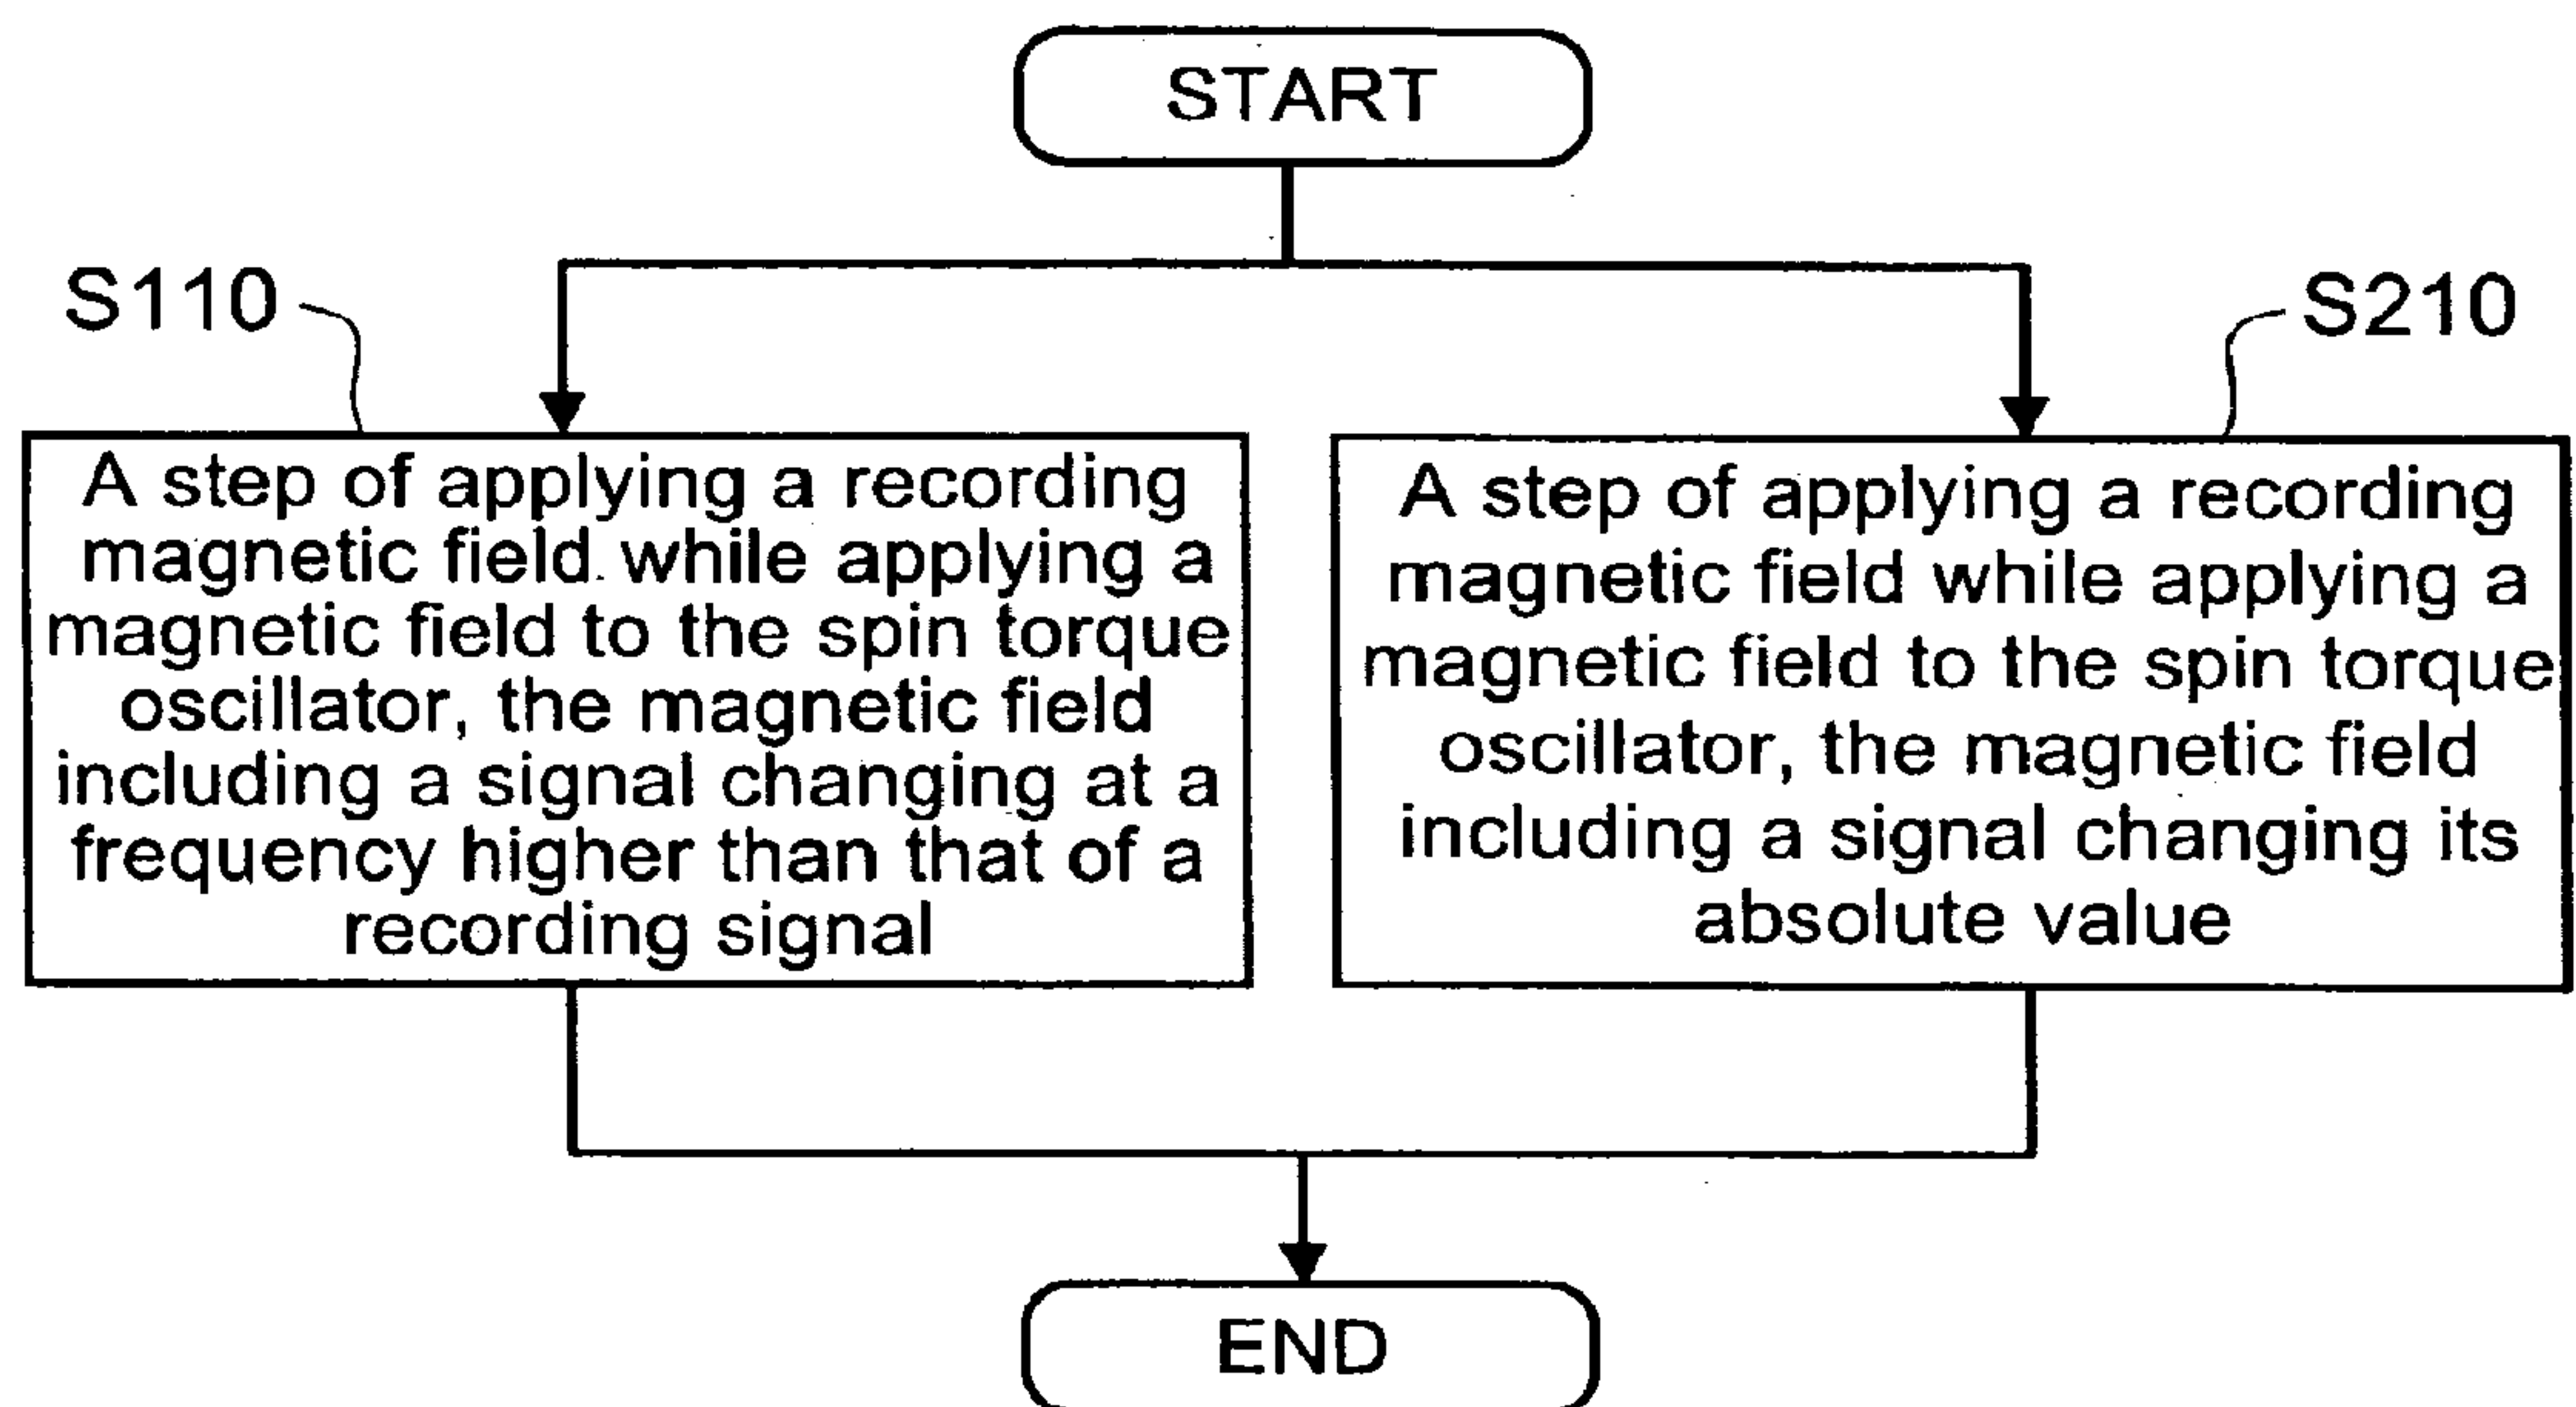 START
S110
S210
A step of applying a recording
magnetic field while applying a
magnetic field to the spin torque
oscillator, the magnetic field
including a signal changing at a
frequency higher than that of a
recording signal
A step of applying a recording
magnetic field while applying a
magnetic field to the spin torque
oscillator, the magnetic field
including a signal changing its
absolute value
END